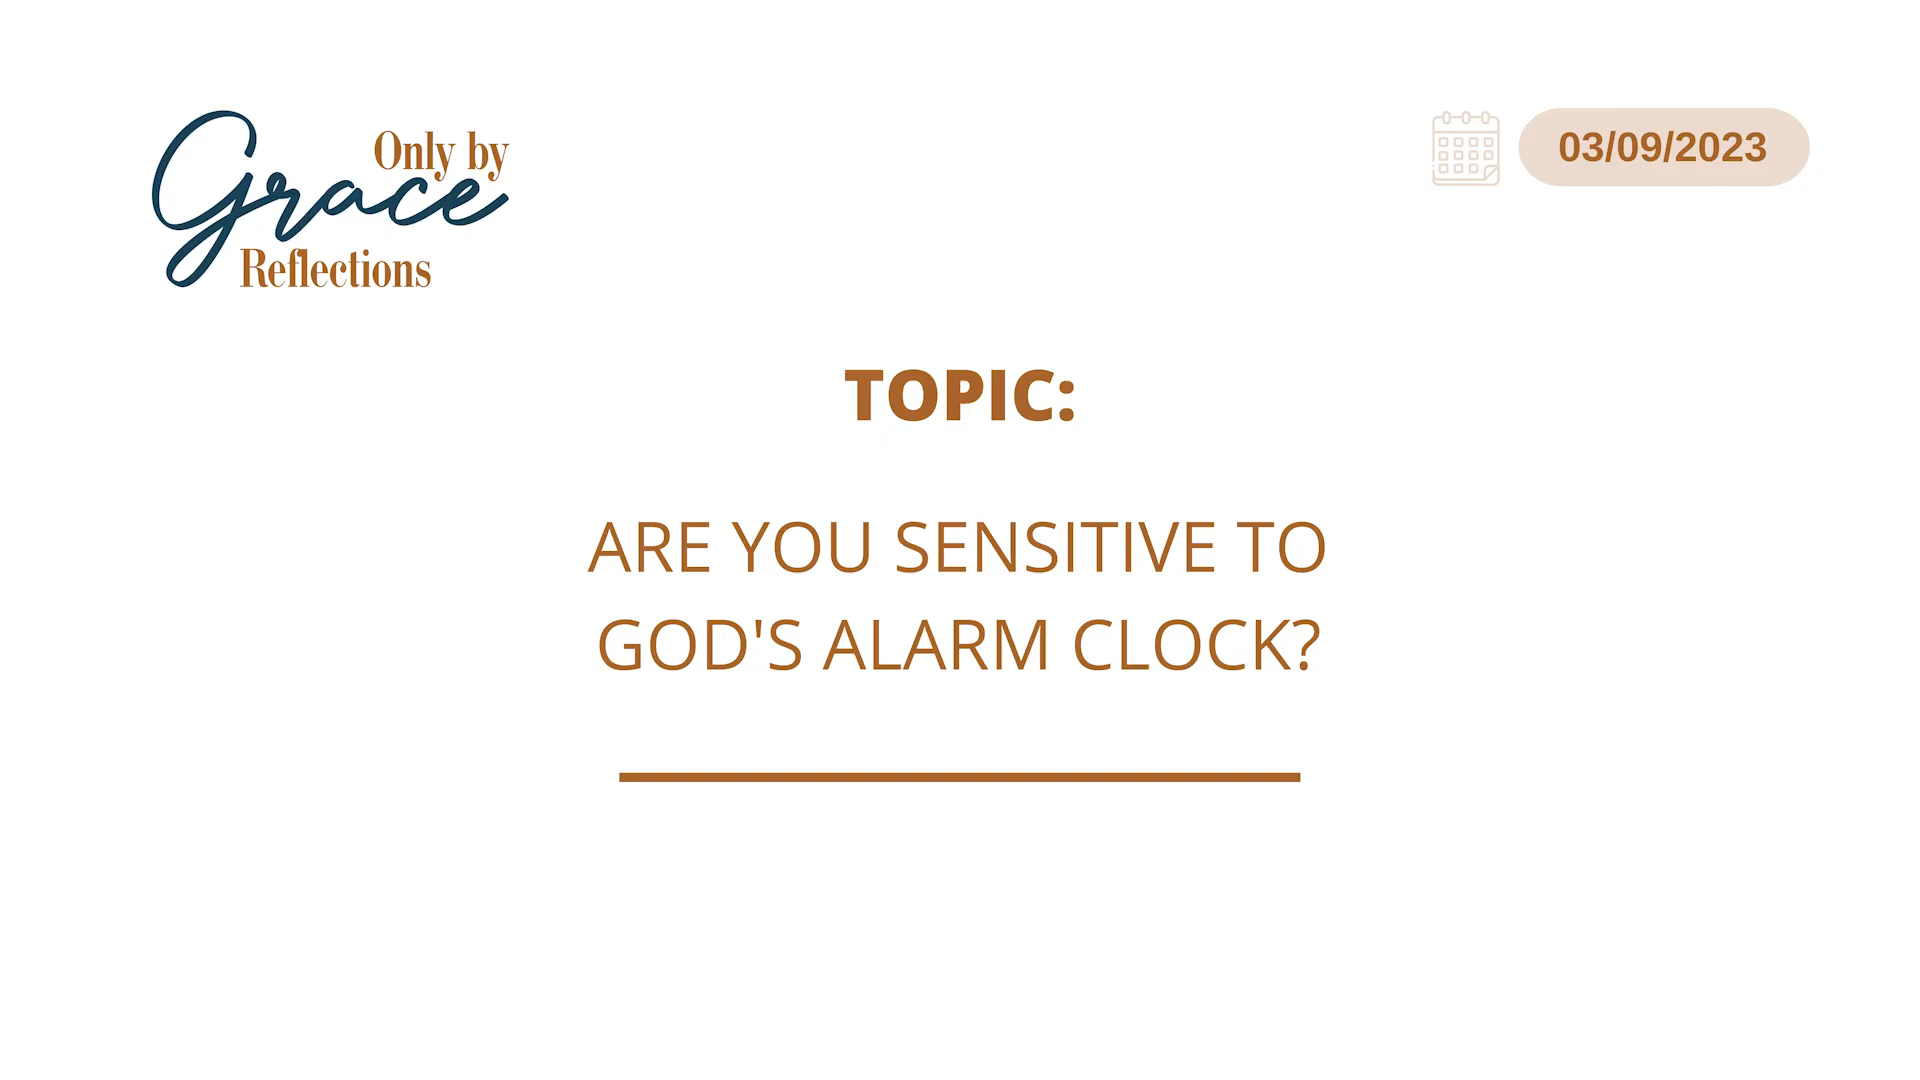 Only by
Grace
Reflections
03/09/2023
TOPIC:
ARE YOU SENSITIVE TO
GOD'S ALARM CLOCK?